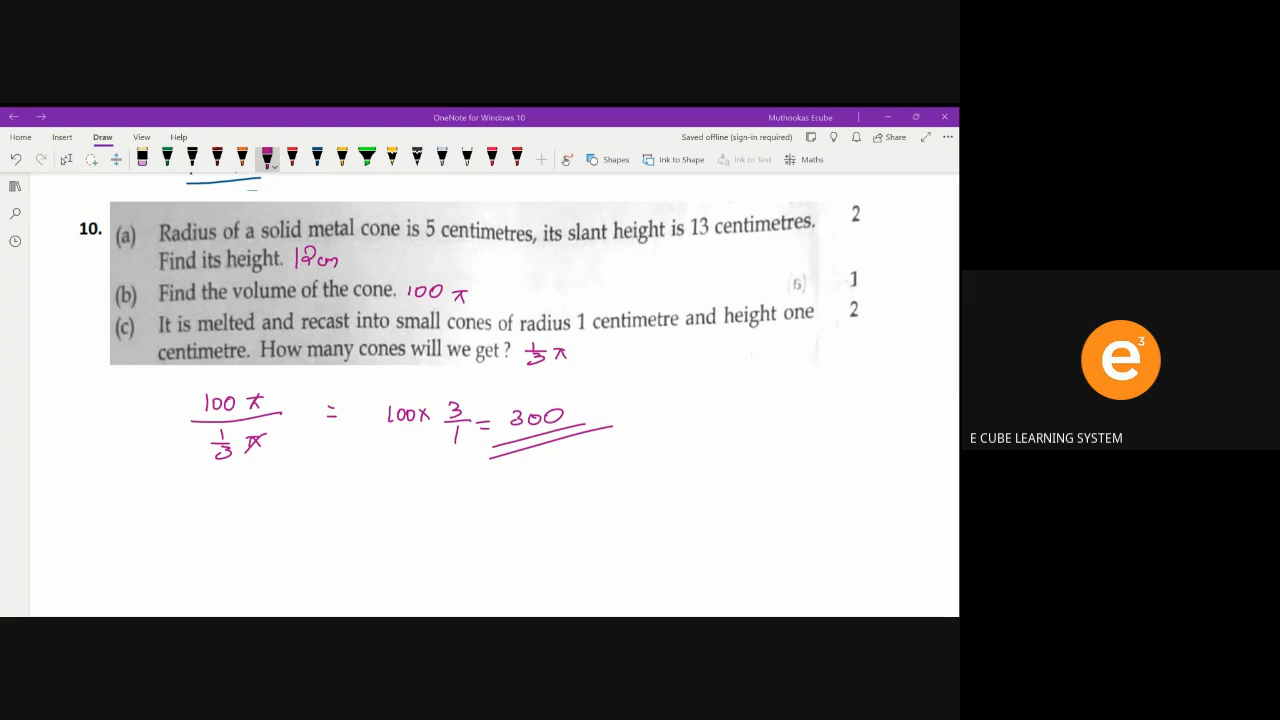 OneNote for Windows 10
Muthookas Ecube
Home Insert Draw View Help
Saved offline (sign-in required)
Share
Shapes
Ink to Shape
Ink to Text
Maths
10.
(a) Radius of a solid metal cone is 5 centimetres, its slant height is 13 centimetres. 2
Find its height. 12cm
(b) Find the volume of the cone. 100 π 1
(c) It is melted and recast into small cones of radius 1 centimetre and height one 2
centimetre. How many cones will we get ? 1/3 π
100 π / 1/3 π = 100 x 3/1 = 300
e3
E CUBE LEARNING SYSTEM